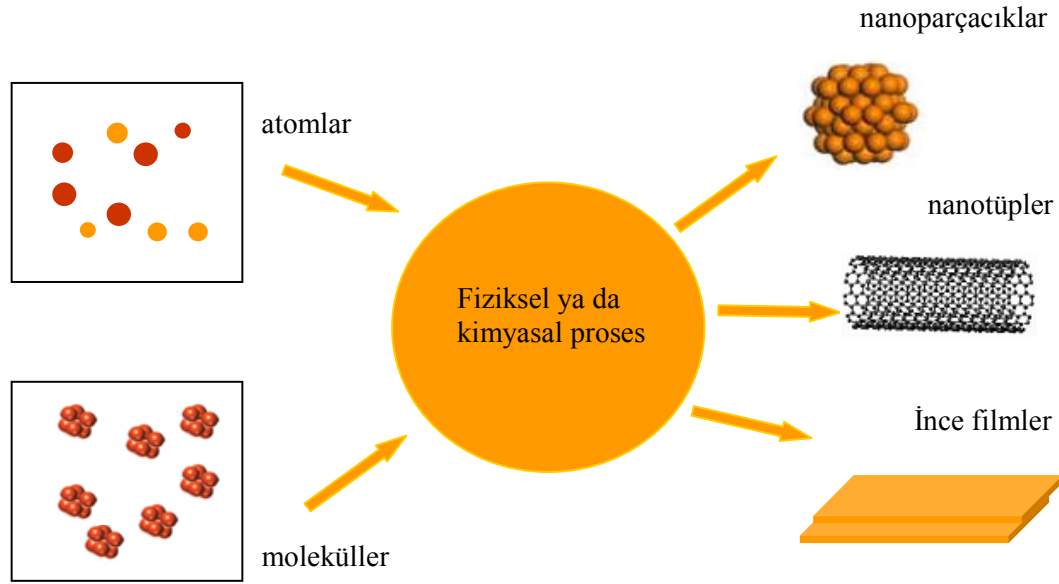 nanoparçacıklar
atomlar
nanotüpler
Fiziksel ya da
kimyasal proses
İnce filmler
moleküller